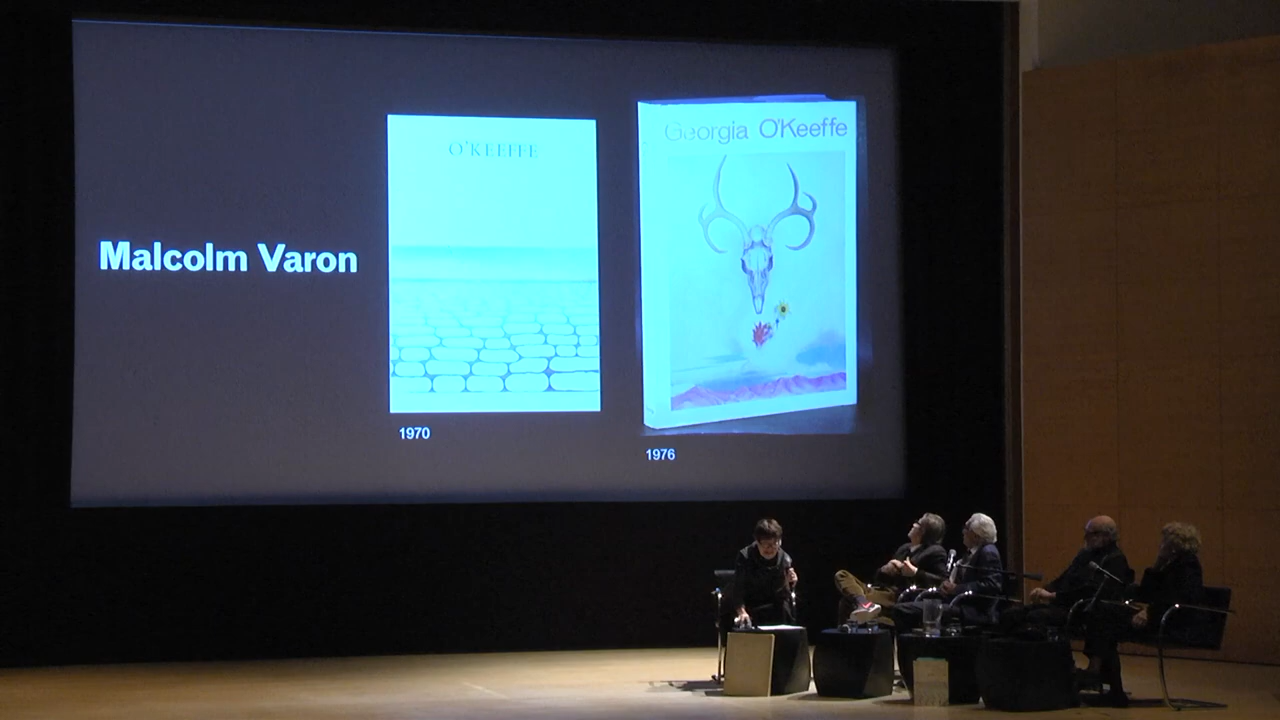 Malcolm Varon
O'KEEFFE
Georgia O'Keeffe
1970
1976